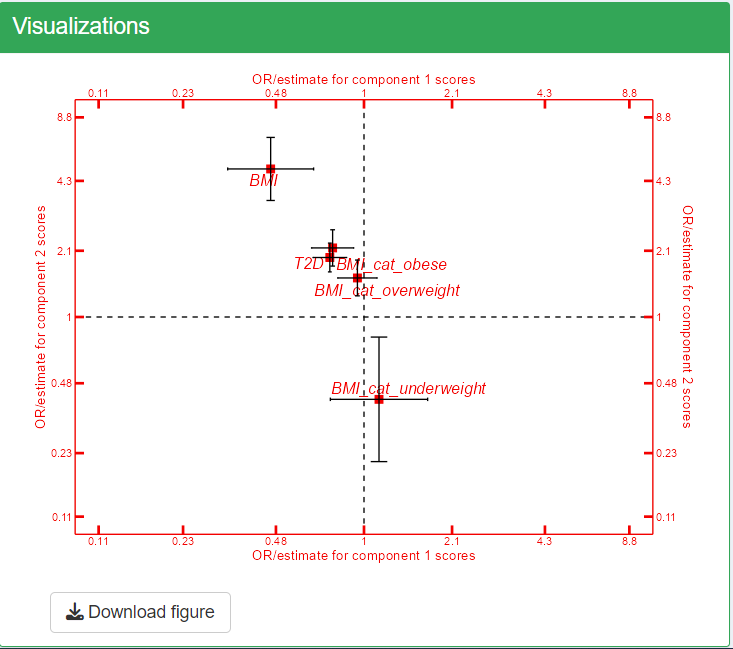 Visualizations
OR/estimate for component 1 scores
0.11 0.23 0.48 1 2.1 4.3 8.8
8.8 8.8
4.3 4.3
BMI
2.1 2.1
T2D BMI_cat_obese
BMI_cat_overweight
1 1
0.48 0.48
BMI_cat_underweight
0.23 0.23
0.11 0.11
OR/estimate for component 2 scores
OR/estimate for component 2 scores
0.11 0.23 0.48 1 2.1 4.3 8.8
OR/estimate for component 1 scores
Download figure